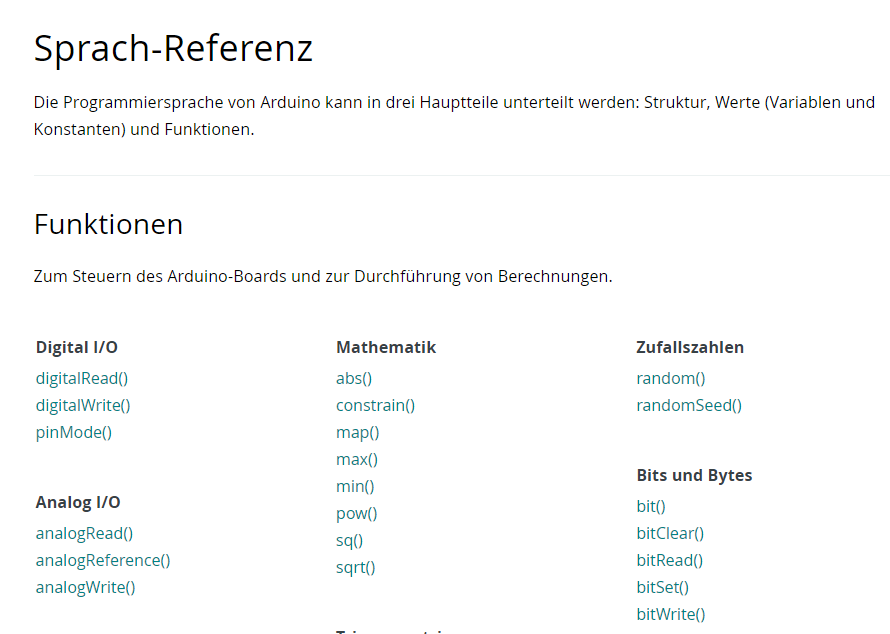 Sprach-Referenz
Die Programmiersprache von Arduino kann in drei Hauptteile unterteilt werden: Struktur, Werte (Variablen und
Konstanten) und Funktionen.
Funktionen
Zum Steuern des Arduino-Boards und zur Durchführung von Berechnungen.
Digital I/O
digitalRead()
digitalWrite()
pinMode()
Analog I/O
analogRead()
analogReference()
analogWrite()
Mathematik
abs()
constrain()
map()
max()
min()
pow()
sq()
sqrt()
Zufallszahlen
random()
randomSeed()
Bits und Bytes
bit()
bitClear()
bitRead()
bitSet()
bitWrite()